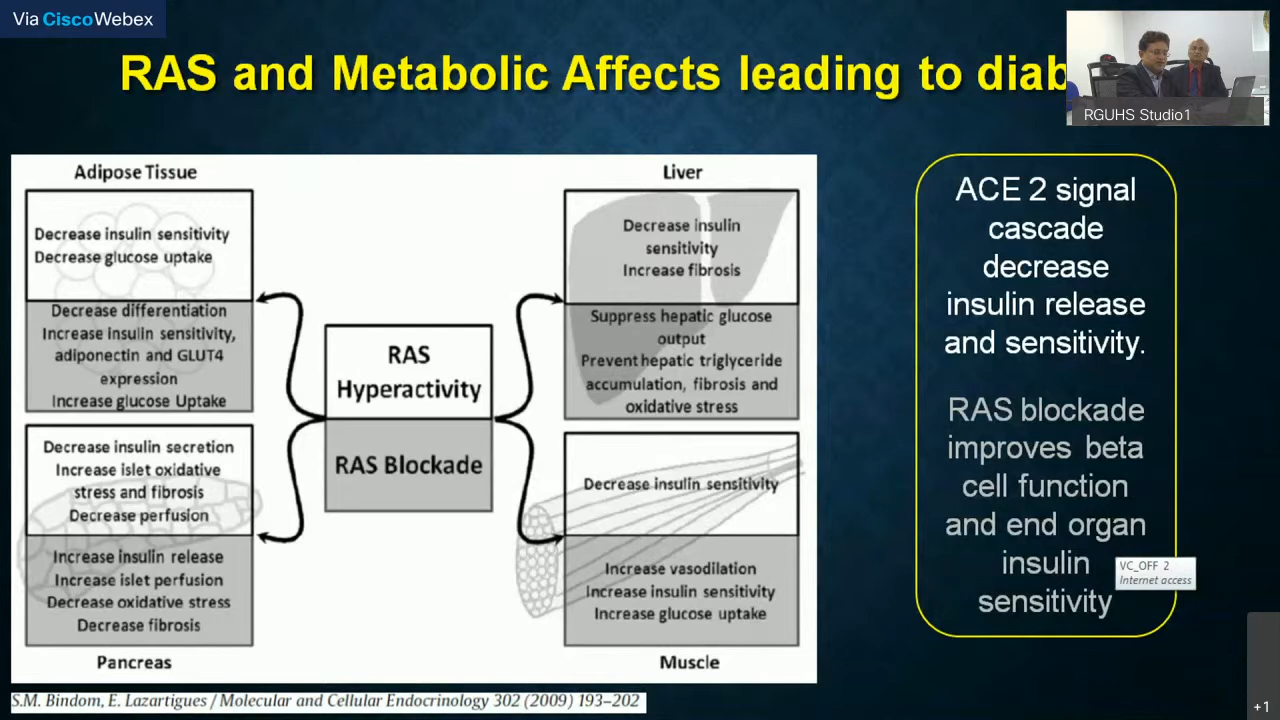 Via CiscoWebex
RAS and Metabolic Affects leading to diab
RGUHS Studio1
Adipose Tissue
Decrease insulin sensitivity
Decrease glucose uptake
Decrease differentiation
Increase insulin sensitivity,
adiponectin and GLUT4
expression
Increase glucose Uptake
Decrease insulin secretion
Increase islet oxidative
stress and fibrosis
Decrease perfusion
Increase insulin release
Increase islet perfusion
Decrease oxidative stress
Decrease fibrosis
Pancreas
RAS
Hyperactivity
RAS Blockade
Liver
Decrease insulin
sensitivity
Increase fibrosis
Suppress hepatic glucose
output
Prevent hepatic triglyceride
accumulation, fibrosis and
oxidative stress
Decrease insulin sensitivity
Increase vasodilation
Increase insulin sensitivity
Increase glucose uptake
Muscle
ACE 2 signal
cascade
decrease
insulin release
and sensitivity.
RAS blockade
improves beta
cell function
and end organ
insulin
sensitivity
VC_OFF 2
Internet access
S.M. Bindom, E. Lazartigues / Molecular and Cellular Endocrinology 302 (2009) 193–202
+1